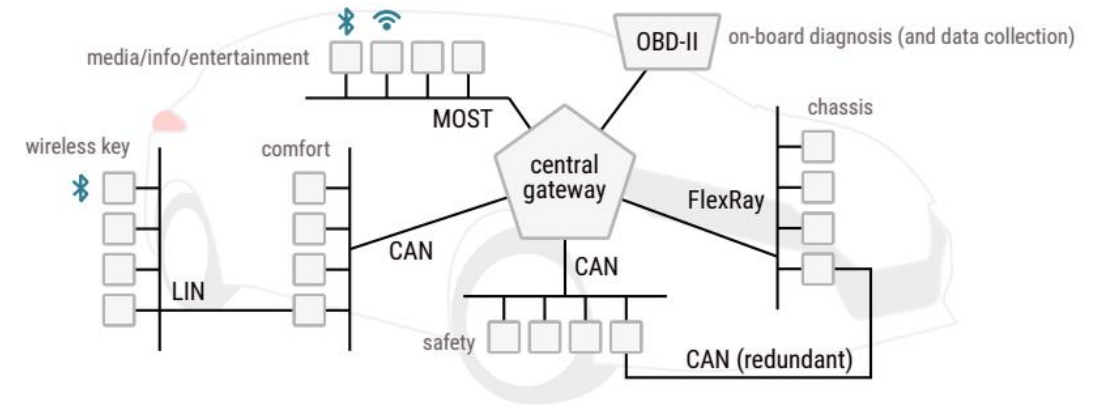 media/info/entertainment
OBD-II
on-board diagnosis (and data collection)
MOST
chassis
wireless key
comfort
central
gateway
FlexRay
CAN
CAN
LIN
safety
CAN (redundant)